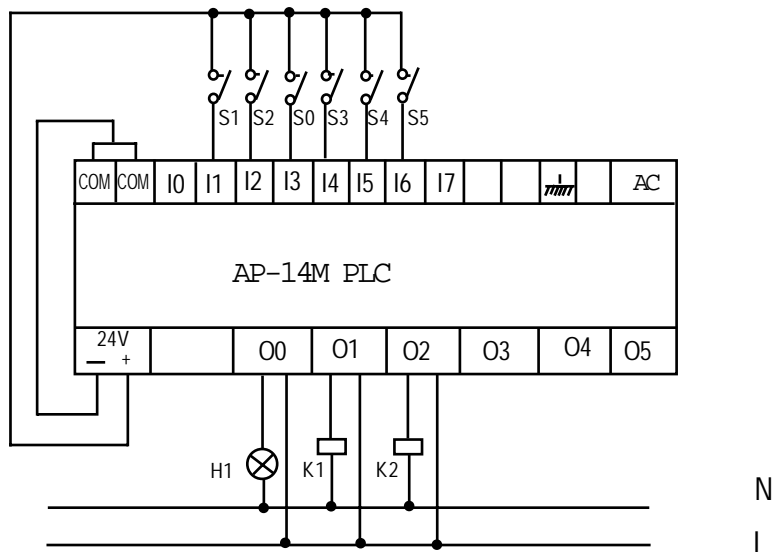 S1 S2 S0 S3 S4 S5
COM COM I0 I1 I2 I3 I4 I5 I6 I7 AC
AP-14M PLC
24V O0 O1 O2 O3 O4 O5
— +
H1 K1 K2
N
L